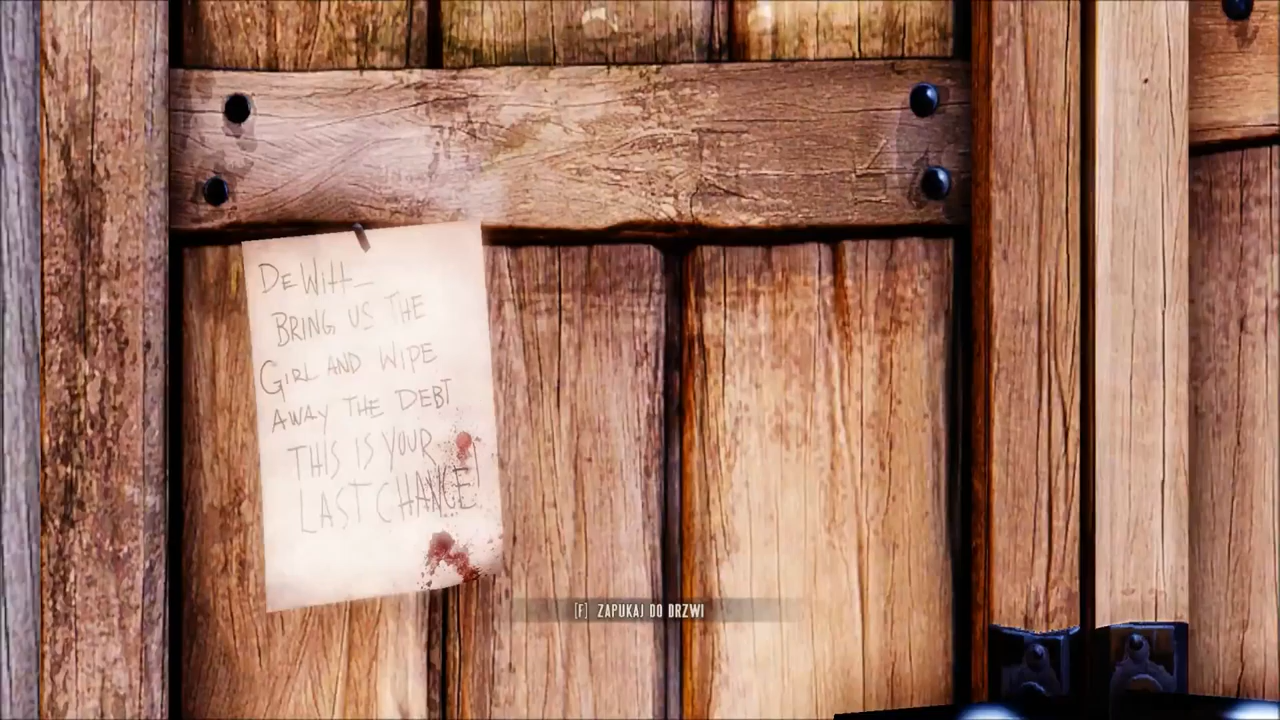 DEWitt—
BRING US THE
GIRL AND WIPE
AWAY THE DEBT
THIS IS YOUR
LAST CHANCE!
[F] ZAPUKAJ DO DRZWI